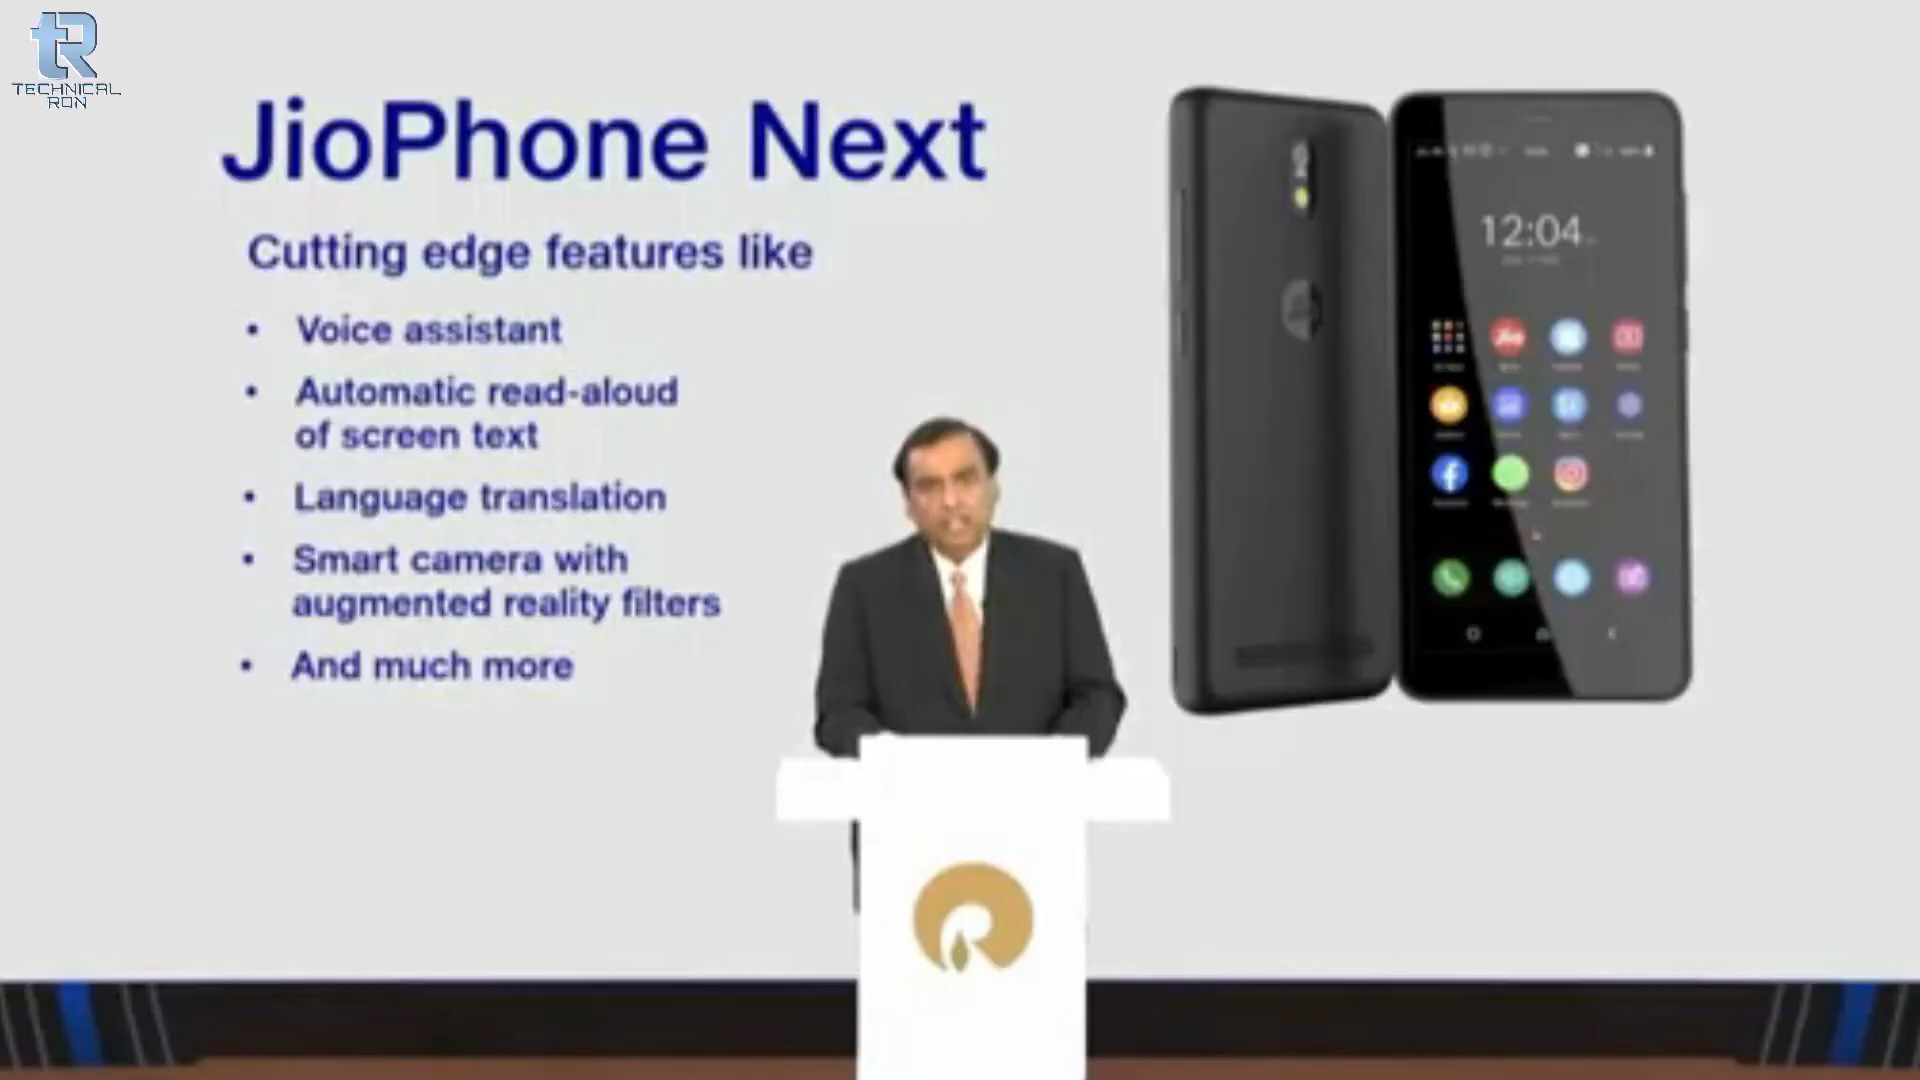 TECHNICAL
RON
JioPhone Next
Cutting edge features like
• Voice assistant
• Automatic read-aloud
of screen text
• Language translation
• Smart camera with
augmented reality filters
• And much more
12:04
Jio